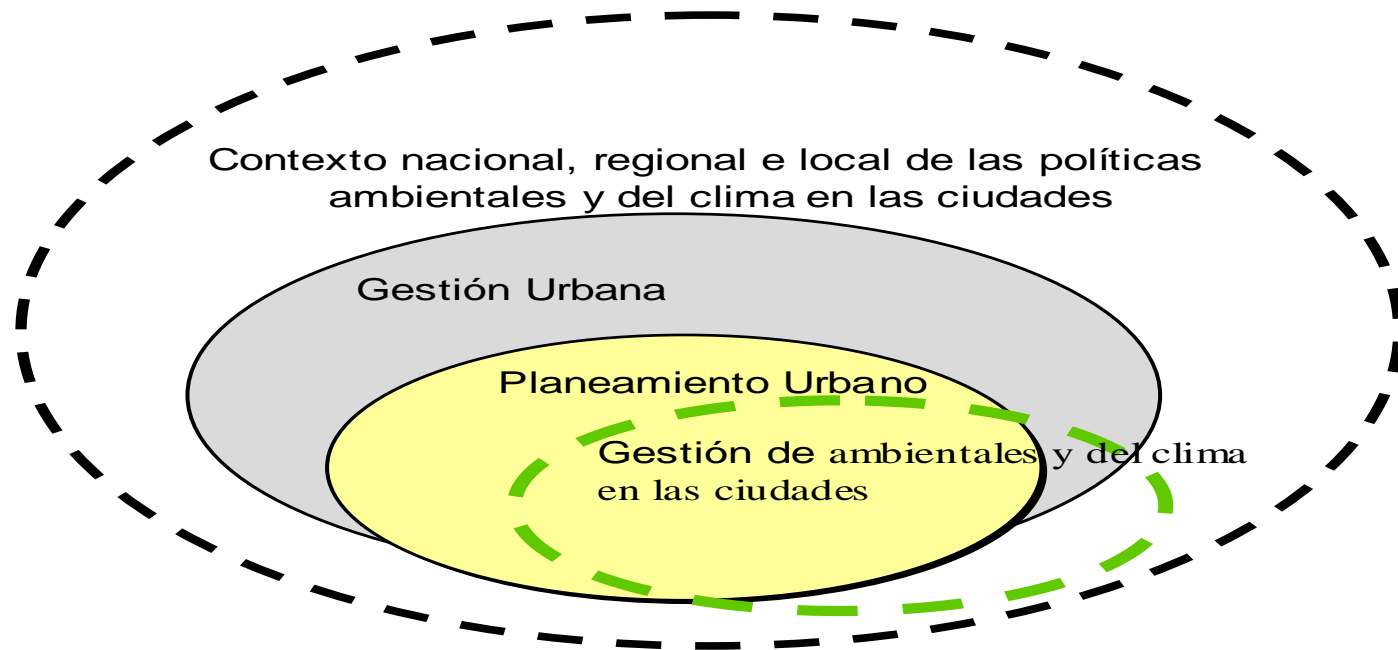 Contexto nacional, regional e local de las políticas
ambientales y del clima en las ciudades
Gestión Urbana
Planeamiento Urbano
Gestión de ambientales y del clima
en las ciudades